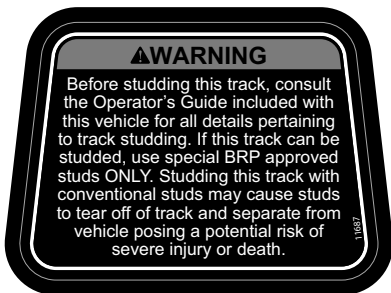 ⚠WARNING
Before studding this track, consult
the Operator's Guide included with
this vehicle for all details pertaining
to track studding. If this track can be
studded, use special BRP approved
studs ONLY. Studding this track with
conventional studs may cause studs
to tear off of track and separate from
vehicle posing a potential risk of
severe injury or death.
11687